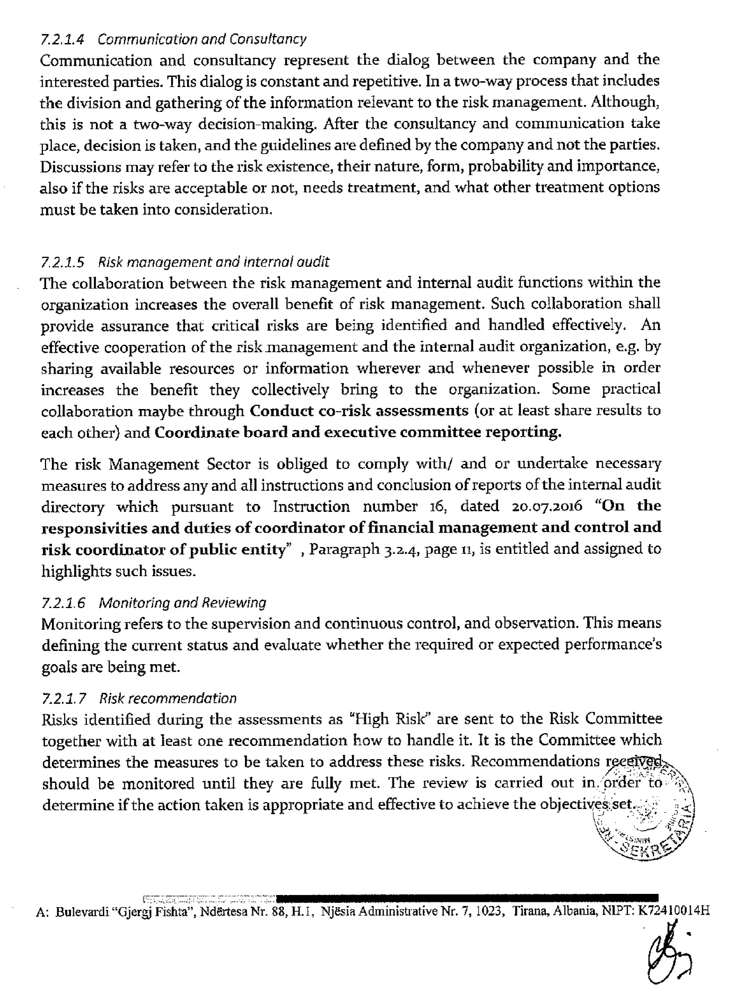 7.2.1.4 Communication and Consultancy
Communication and consultancy represent the dialog between the company and the
interested parties. This dialog is constant and repetitive. In a two-way process that includes
the division and gathering of the information relevant to the risk management. Although,
this is not a two-way decision-making. After the consultancy and communication take
place, decision is taken, and the guidelines are defined by the company and not the parties.
Discussions may refer to the risk existence, their nature, form, probability and importance,
also if the risks are acceptable or not, needs treatment, and what other treatment options
must be taken into consideration.
7.2.1.5 Risk management and internal audit
The collaboration between the risk management and internal audit functions within the
organization increases the overall benefit of risk management. Such collaboration shall
provide assurance that critical risks are being identified and handled effectively. An
effective cooperation of the risk management and the internal audit organization, e.g. by
sharing available resources or information wherever and whenever possible in order
increases the benefit they collectively bring to the organization. Some practical
collaboration maybe through Conduct co-risk assessments (or at least share results to
each other) and Coordinate board and executive committee reporting.
The risk Management Sector is obliged to comply with/ and or undertake necessary
measures to address any and all instructions and conclusion of reports of the internal audit
directory which pursuant to Instruction number 16, dated 20.07.2016 “On the
responsivities and duties of coordinator of financial management and control and
risk coordinator of public entity” , Paragraph 3.2.4, page 11, is entitled and assigned to
highlights such issues.
7.2.1.6 Monitoring and Reviewing
Monitoring refers to the supervision and continuous control, and observation. This means
defining the current status and evaluate whether the required or expected performance's
goals are being met.
7.2.1.7 Risk recommendation
Risks identified during the assessments as “High Risk” are sent to the Risk Committee
together with at least one recommendation how to handle it. It is the Committee which
determines the measures to be taken to address these risks. Recommendations received
should be monitored until they are fully met. The review is carried out in order to
determine if the action taken is appropriate and effective to achieve the objectives set.
SEKRETARIA
A: Bulevardi “Gjergj Fishta”, Ndërtesa Nr. 88, H.1, Njësia Administrative Nr. 7, 1023, Tirana, Albania, NIPT: K72410014H